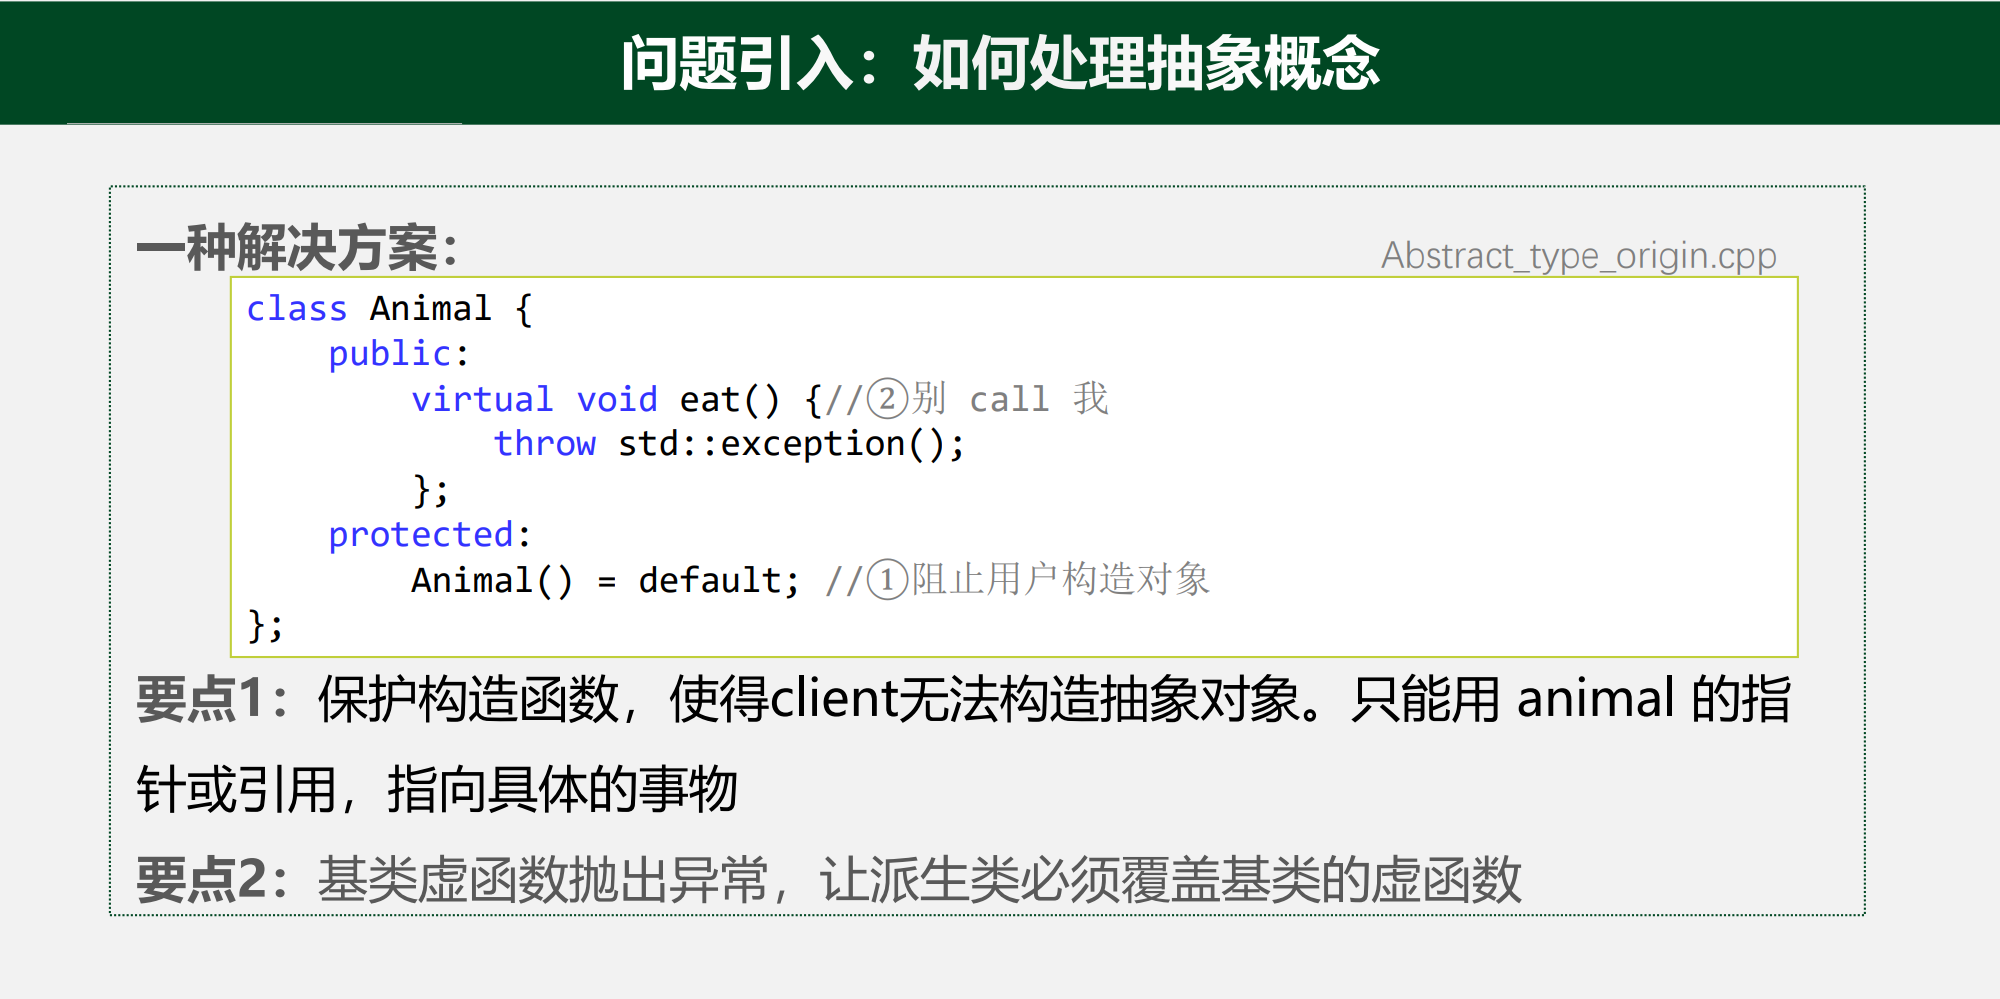 问题引入：如何处理抽象概念
一种解决方案：
Abstract_type_origin.cpp
class Animal {
    public:
        virtual void eat() {//②别 call 我
            throw std::exception();
        };
    protected:
        Animal() = default; //①阻止用户构造对象
};
要点1：保护构造函数，使得client无法构造抽象对象。只能用 animal 的指
针或引用，指向具体的事物
要点2：基类虚函数抛出异常，让派生类必须覆盖基类的虚函数